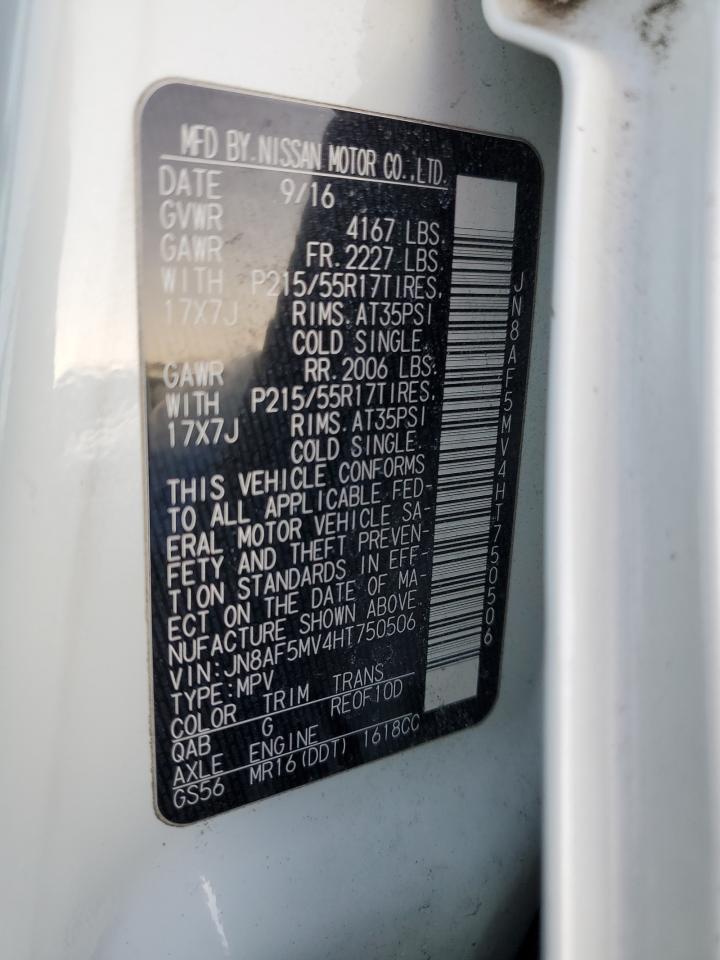 MFD BY.NISSAN MOTOR CO.,LTD.
DATE 9/16
GVWR 4167 LBS.
GAWR FR.2227 LBS.
WITH P215/55R17TIRES,
17X7J RIMS.AT35PSI
COLD SINGLE.
GAWR RR.2006 LBS.
WITH P215/55R17TIRES,
17X7J RIMS.AT35PSI
COLD SINGLE.
THIS VEHICLE CONFORMS
TO ALL APPLICABLE FED-
ERAL MOTOR VEHICLE SA-
FETY AND THEFT PREVEN-
TION STANDARDS IN EFF-
ECT ON THE DATE OF MA-
NUFACTURE SHOWN ABOVE.
VIN:JN8AF5MV4HT750506
TYPE:MPV
COLOR TRIM TRANS
QAB G RE0F10D
AXLE ENGINE
GS56 MR16(DDT) 1618CC
JN8AF5MV4HT750506